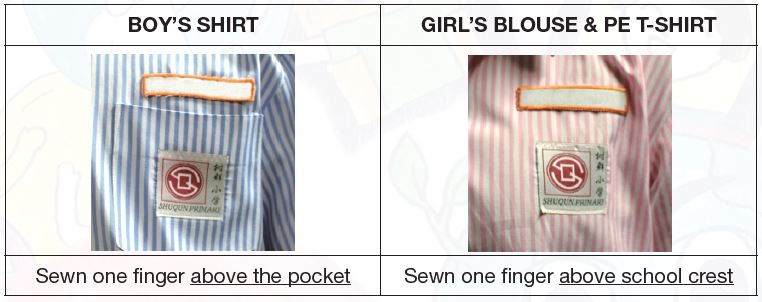 BOY’S SHIRT
GIRL’S BLOUSE & PE T-SHIRT
树群小学
SHUQUN PRIMARY
树群小学
SHUQUN PRIMARY
Sewn one finger above the pocket
Sewn one finger above school crest